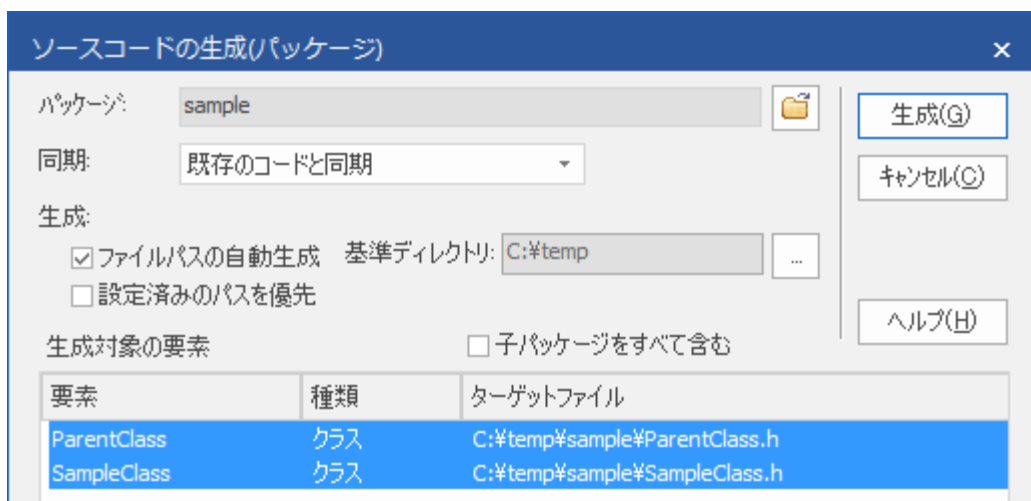 ソースコードの生成(パッケージ)
パッケージ: sample 生成(G)
同期: 既存のコードと同期 キャンセル(C)
生成:
ファイルパスの自動生成 基準ディレクトリ: C:¥temp ...
設定済みのパスを優先
ヘルプ(H)
生成対象の要素 子パッケージをすべて含む
要素 種類 ターゲットファイル
ParentClass クラス C:¥temp¥sample¥ParentClass.h
SampleClass クラス C:¥temp¥sample¥SampleClass.h